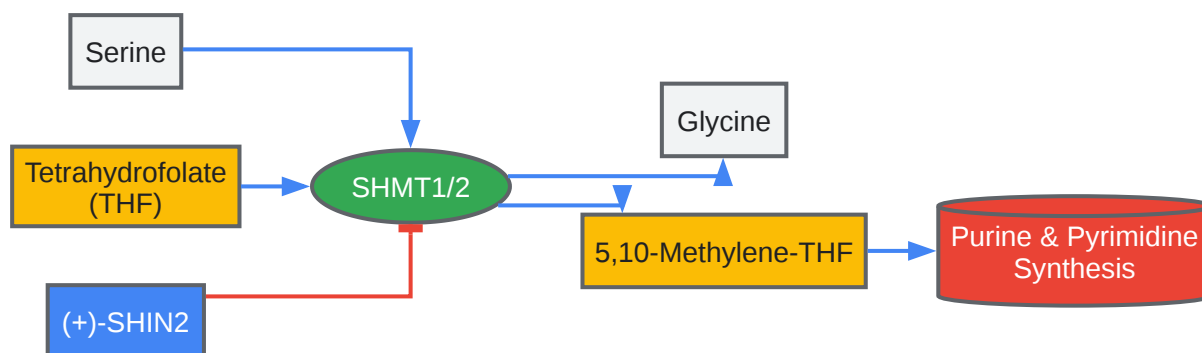 Serine
Tetrahydrofolate
(THF)
SHMT1/2
Glycine
5,10-Methylene-THF
Purine & Pyrimidine
Synthesis
(+)-SHIN2